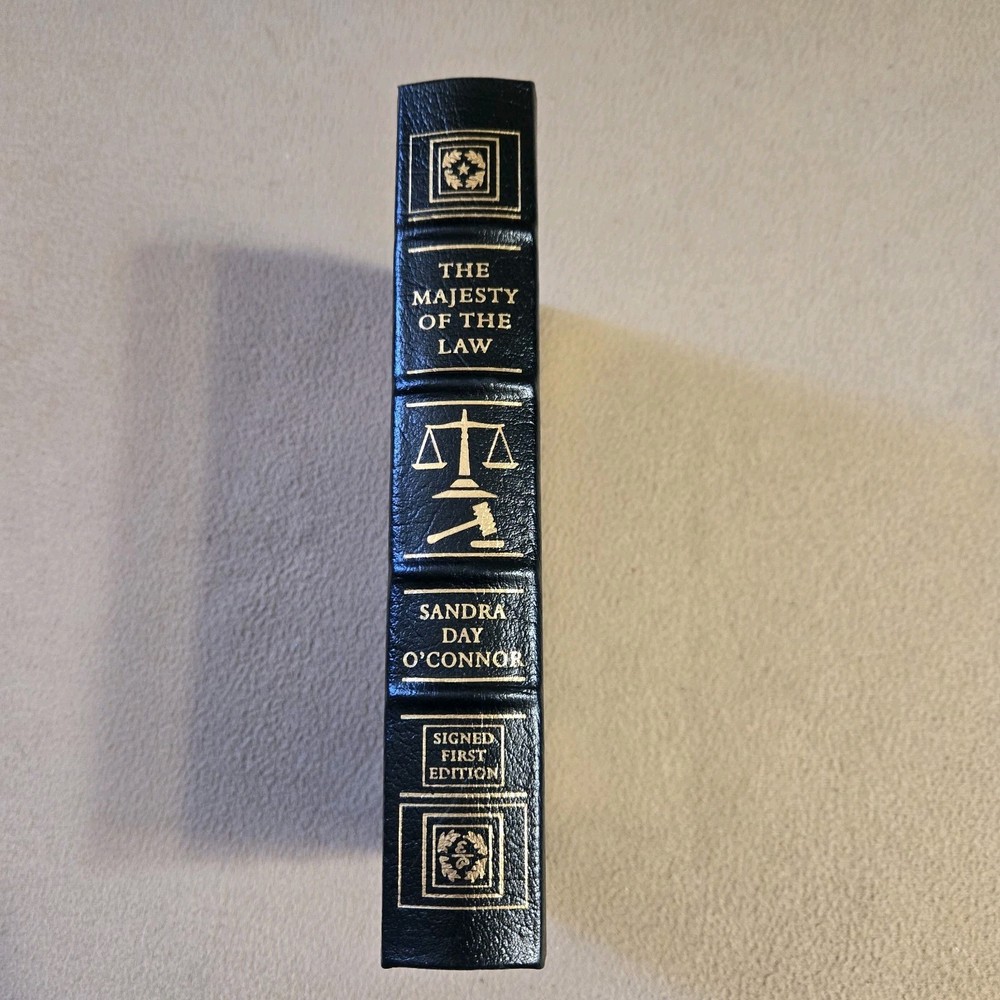 THE
MAJESTY
OF THE
LAW
SANDRA
DAY
O'CONNOR
SIGNED
FIRST
EDITION